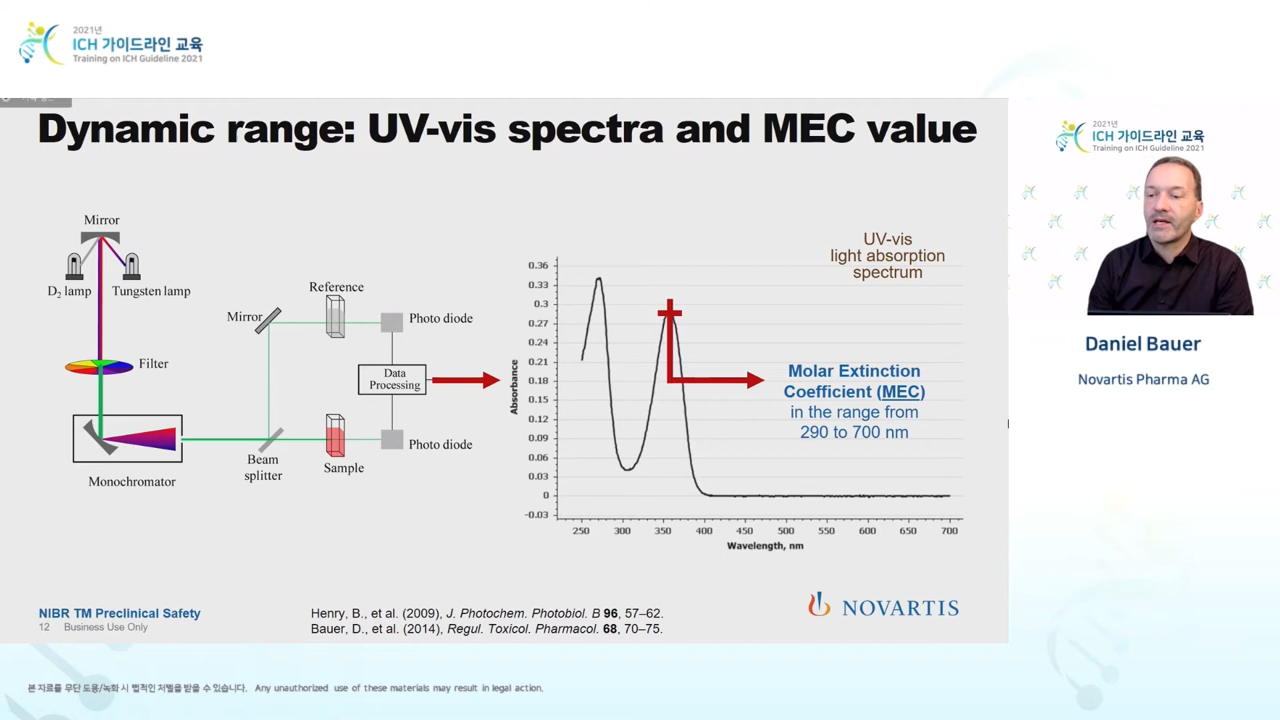 2021년
ICH 가이드라인 교육
Training on ICH Guideline 2021
Dynamic range: UV-vis spectra and MEC value
Mirror
D2 lamp
Tungsten lamp
Filter
Monochromator
Mirror
Reference
Photo diode
Data
Processing
Beam
splitter
Sample
Photo diode
UV-vis
light absorption
spectrum
Absorbance
0.36
0.33
0.3
0.27
0.24
0.21
0.18
0.15
0.12
0.09
0.06
0.03
0
-0.03
250 300 350 400 450 500 550 600 650 700
Wavelength, nm
Molar Extinction
Coefficient (MEC)
in the range from
290 to 700 nm
NIBR TM Preclinical Safety
12 Business Use Only
Henry, B., et al. (2009), J. Photochem. Photobiol. B 96, 57–62.
Bauer, D., et al. (2014), Regul. Toxicol. Pharmacol. 68, 70–75.
NOVARTIS
2021년
ICH 가이드라인 교육
Training on ICH Guideline 2021
Daniel Bauer
Novartis Pharma AG
본 자료를 무단 도용/녹화 시 법적인 처벌을 받을 수 있습니다. Any unauthorized use of these materials may result in legal action.